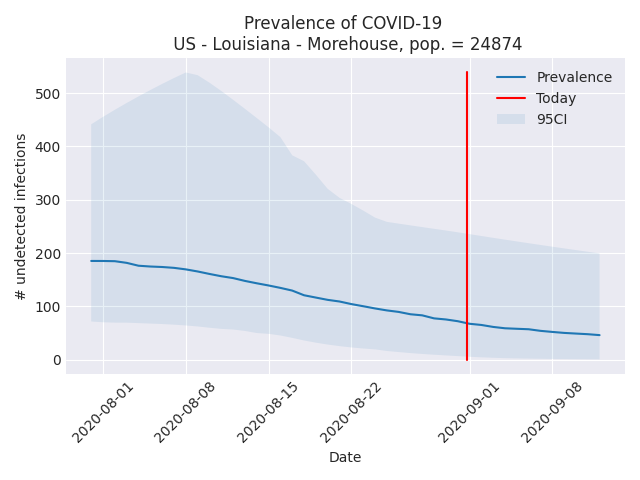 Prevalence of COVID-19
US - Louisiana - Morehouse, pop. = 24874
Prevalence
Today
95CI
# undetected infections
500
400
300
200
100
0
2020-08-01
2020-08-08
2020-08-15
2020-08-22
2020-09-01
2020-09-08
Date